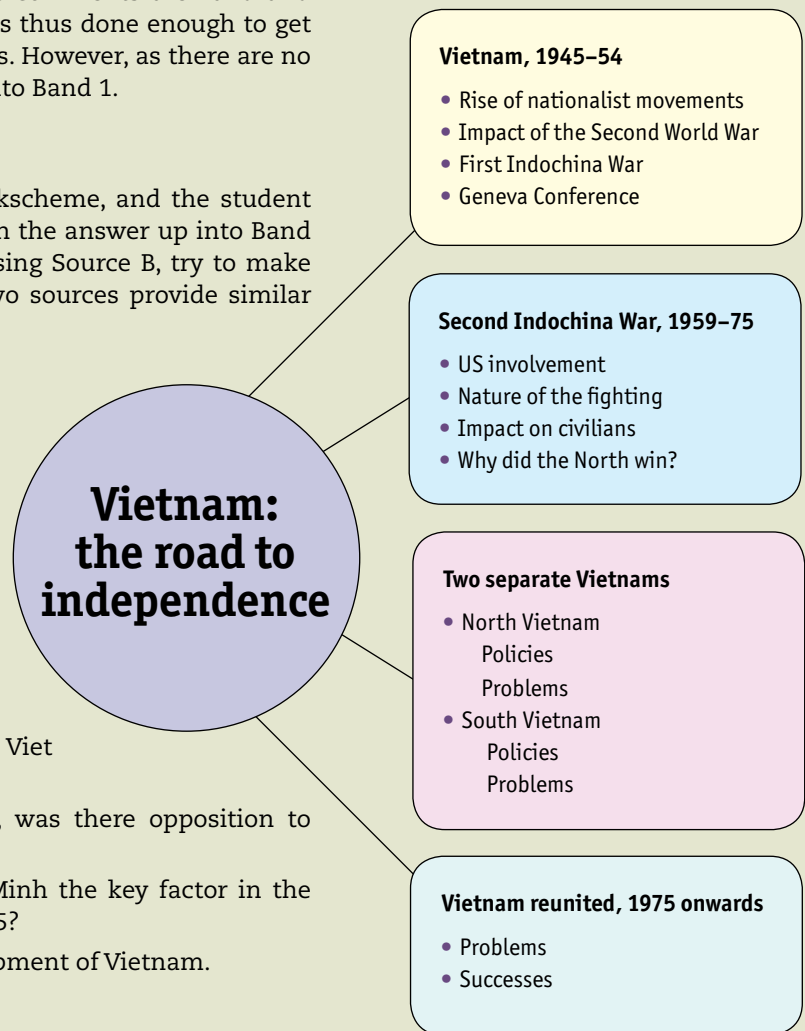 s thus done enough to get
s. However, as there are no
to Band 1.
kscheme, and the student
the answer up into Band
sing Source B, try to make
vo sources provide similar
Vietnam, 1945–54
• Rise of nationalist movements
• Impact of the Second World War
• First Indochina War
• Geneva Conference
Second Indochina War, 1959–75
• US involvement
• Nature of the fighting
• Impact on civilians
• Why did the North win?
Vietnam:
the road to
independence
Two separate Vietnams
• North Vietnam
Policies
Problems
• South Vietnam
Policies
Problems
Viet
, was there opposition to
Minh the key factor in the
5?
pment of Vietnam.
Vietnam reunited, 1975 onwards
• Problems
• Successes